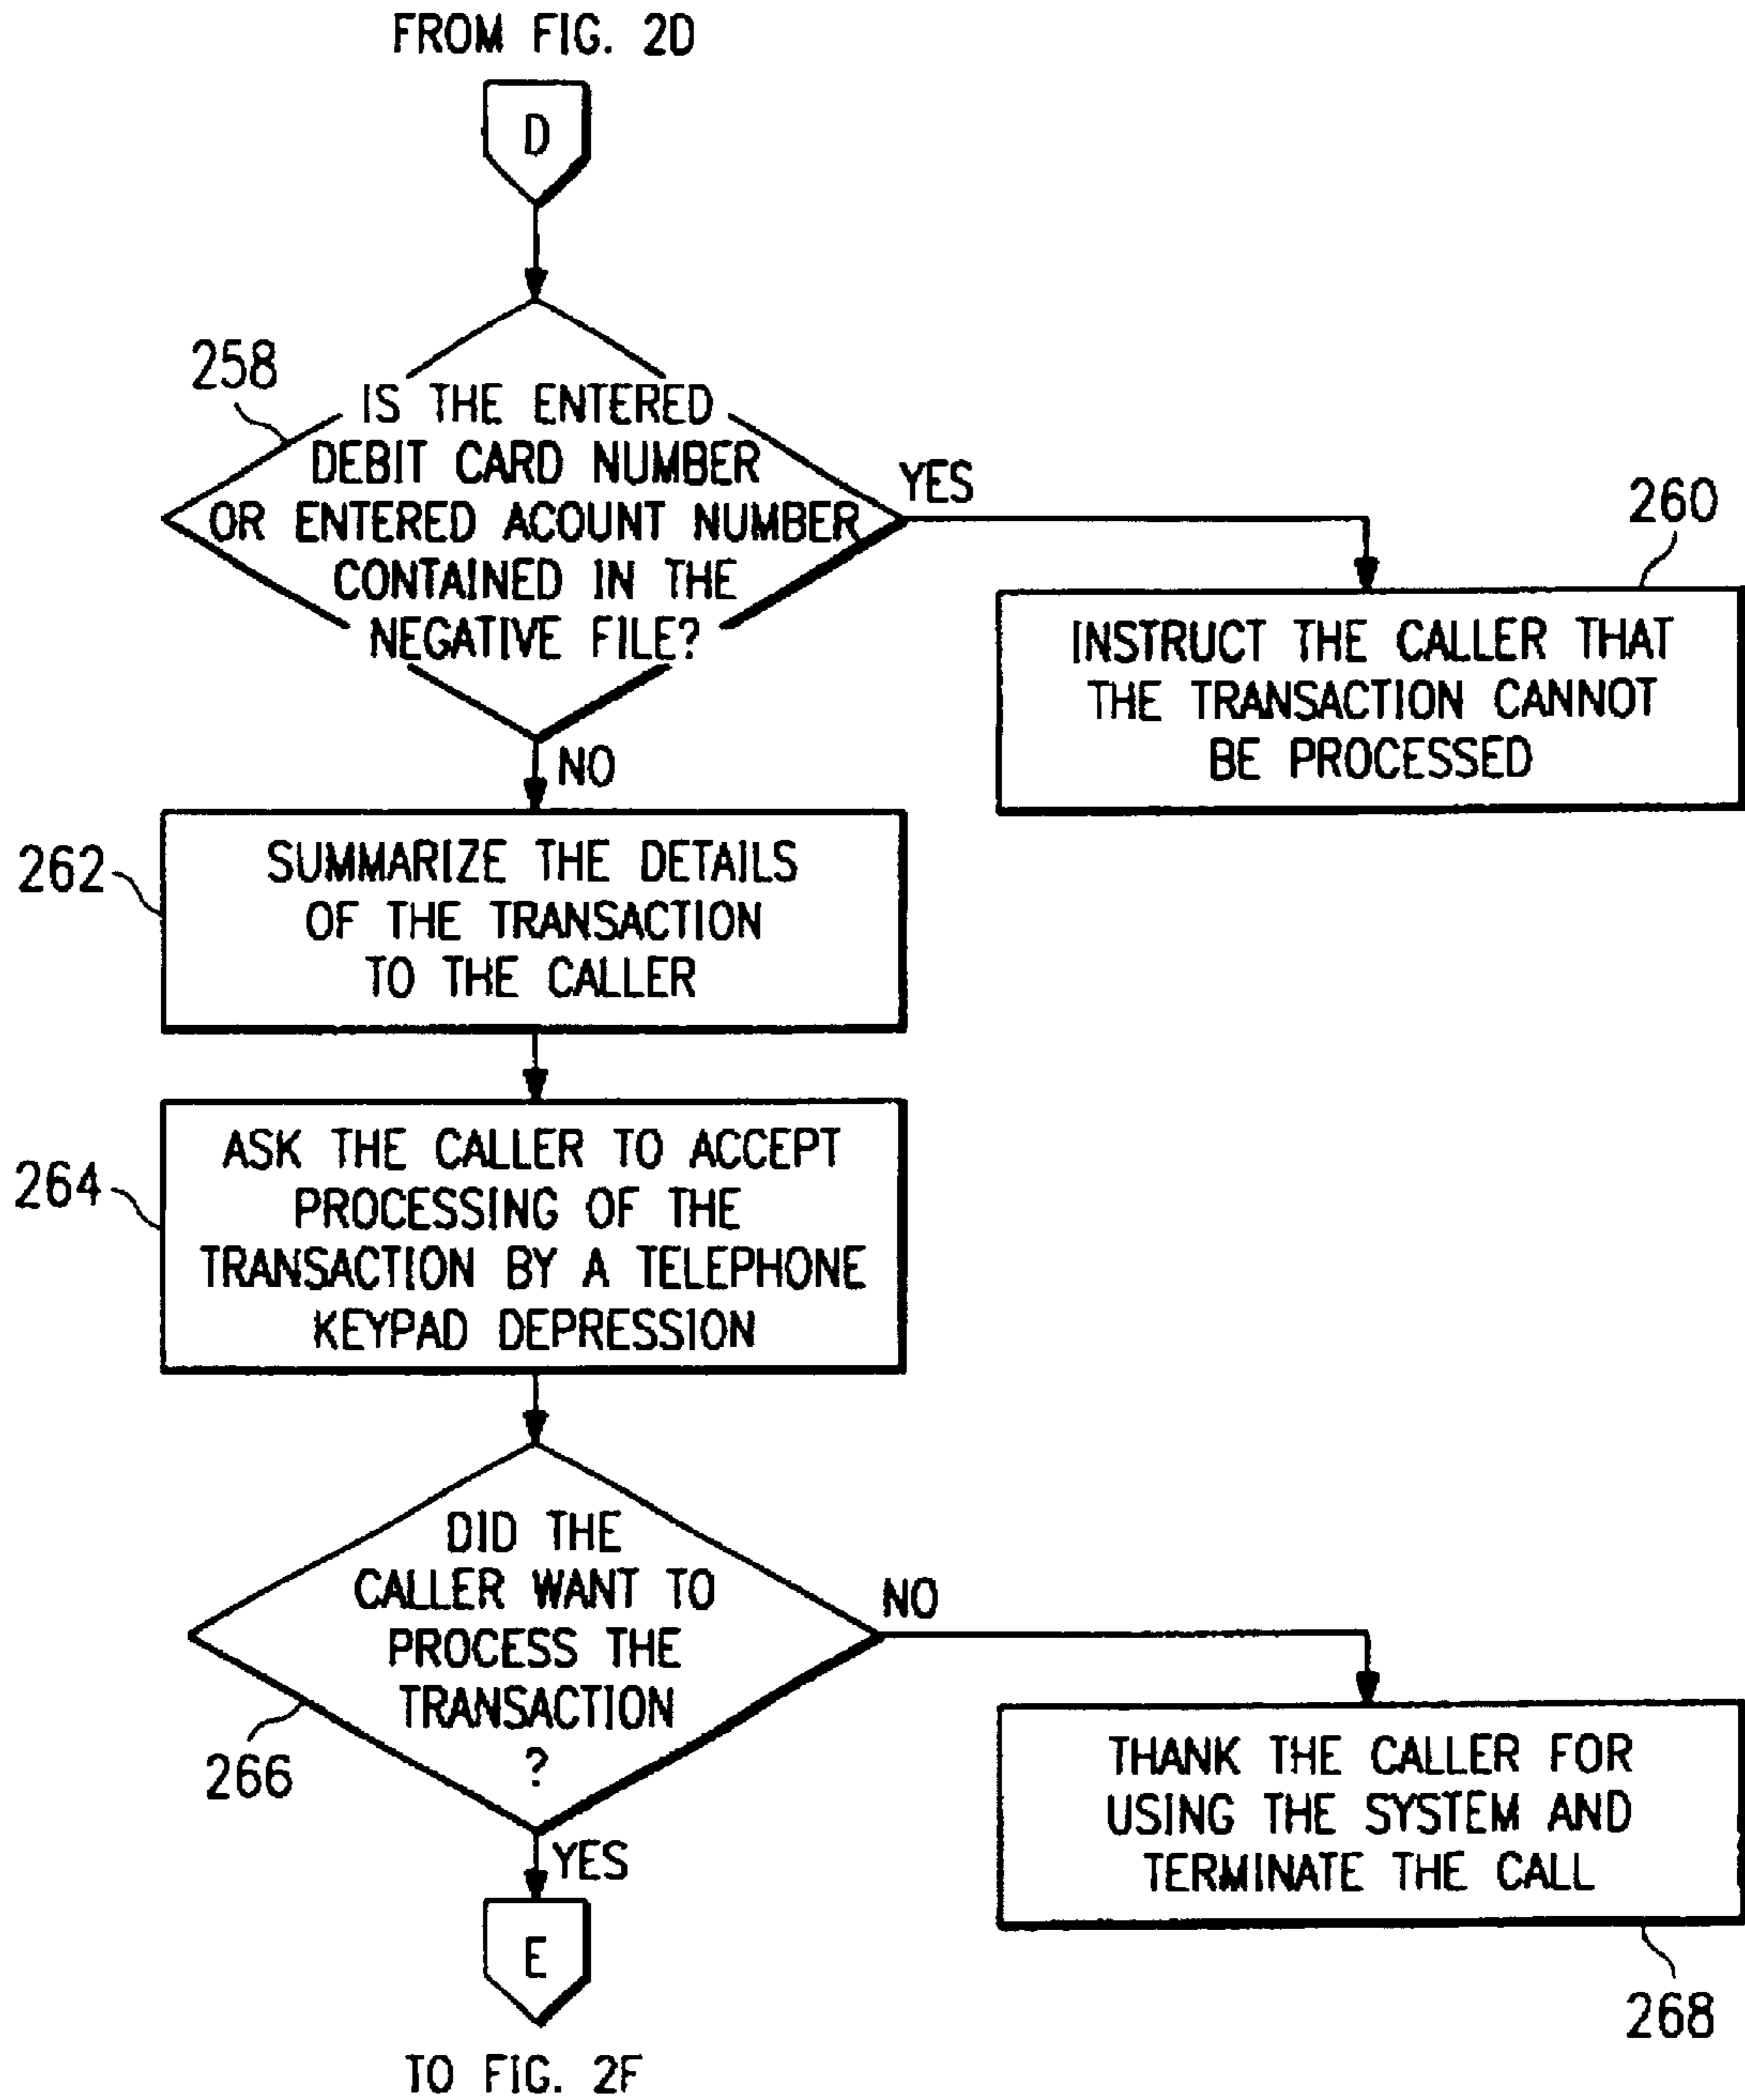 FROM FIG. 2D
D
258
IS THE ENTERED
DEBIT CARD NUMBER
OR ENTERED ACOUNT NUMBER
CONTAINED IN THE
NEGATIVE FILE?
YES
260
INSTRUCT THE CALLER THAT
THE TRANSACTION CANNOT
BE PROCESSED
NO
262
SUMMARIZE THE DETAILS
OF THE TRANSACTION
TO THE CALLER
264
ASK THE CALLER TO ACCEPT
PROCESSING OF THE
TRANSACTION BY A TELEPHONE
KEYPAD DEPRESSION
DID THE
CALLER WANT TO
PROCESS THE
TRANSACTION
?
266
NO
THANK THE CALLER FOR
USING THE SYSTEM AND
TERMINATE THE CALL
268
YES
E
TO FIG. 2F